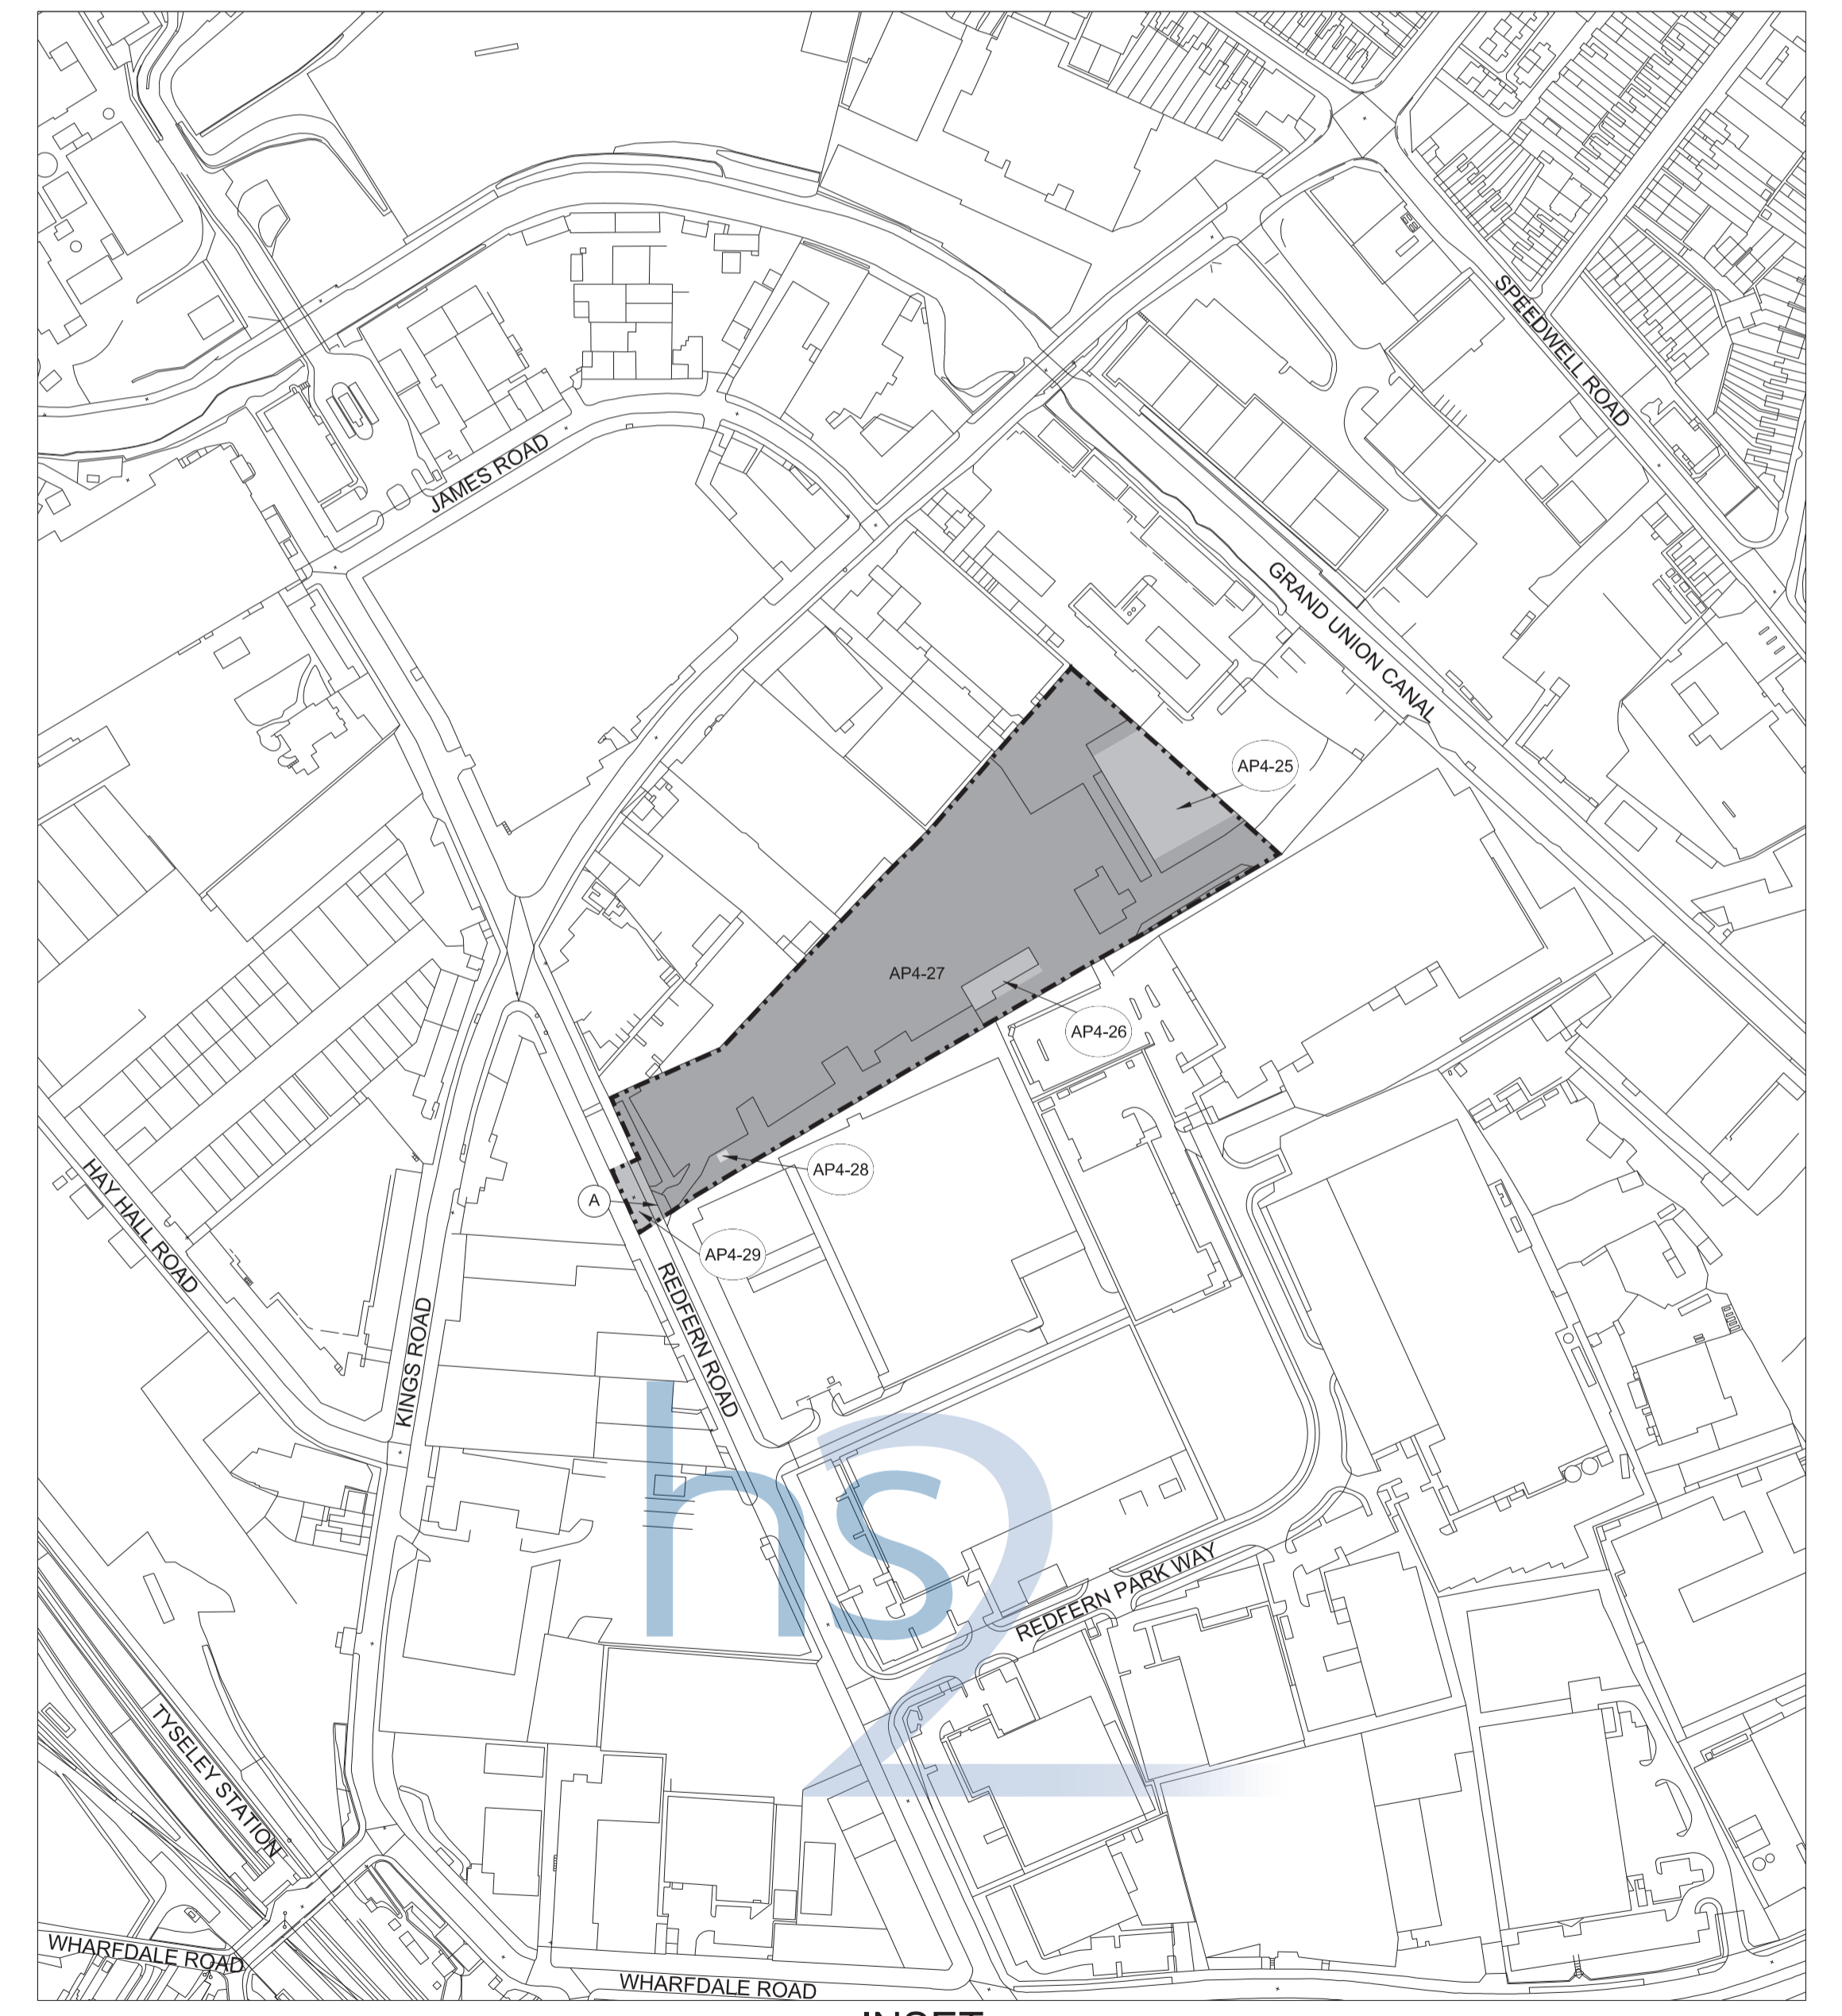 SPEEDWELL ROAD
JAMES ROAD
GRAND UNION CANAL
AP4-25
AP4-27
AP4-26
AP4-28
A
AP4-29
HAY HALL ROAD
REDFERN ROAD
KINGS ROAD
hs2
REDFERN PARK WAY
TYSELEY STATION
WHARFDALE ROAD
WHARFDALE ROAD
INSET